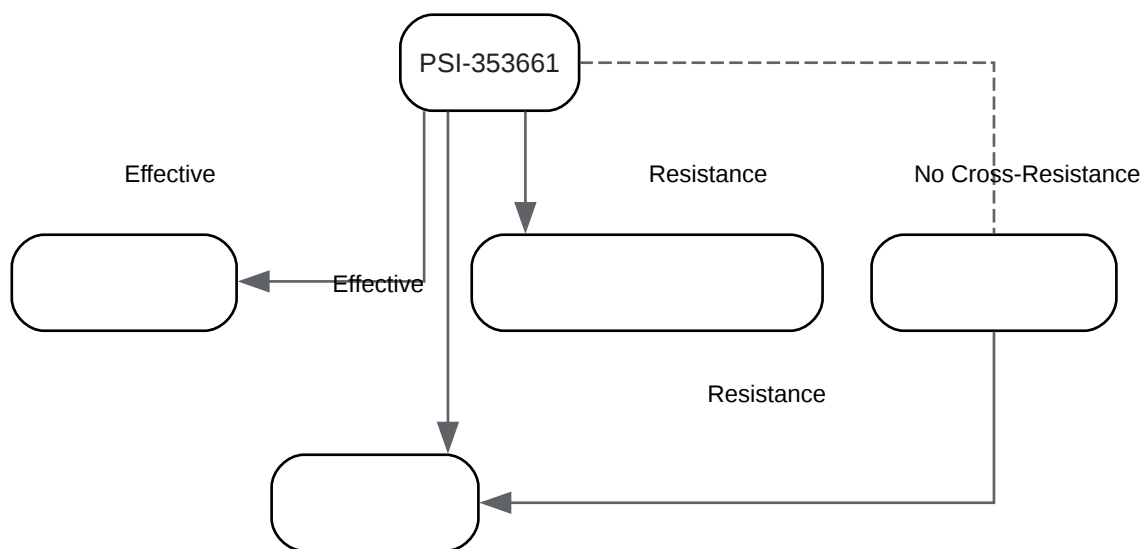 PSI-353661
Effective
Resistance
No Cross-Resistance
Effective
Resistance